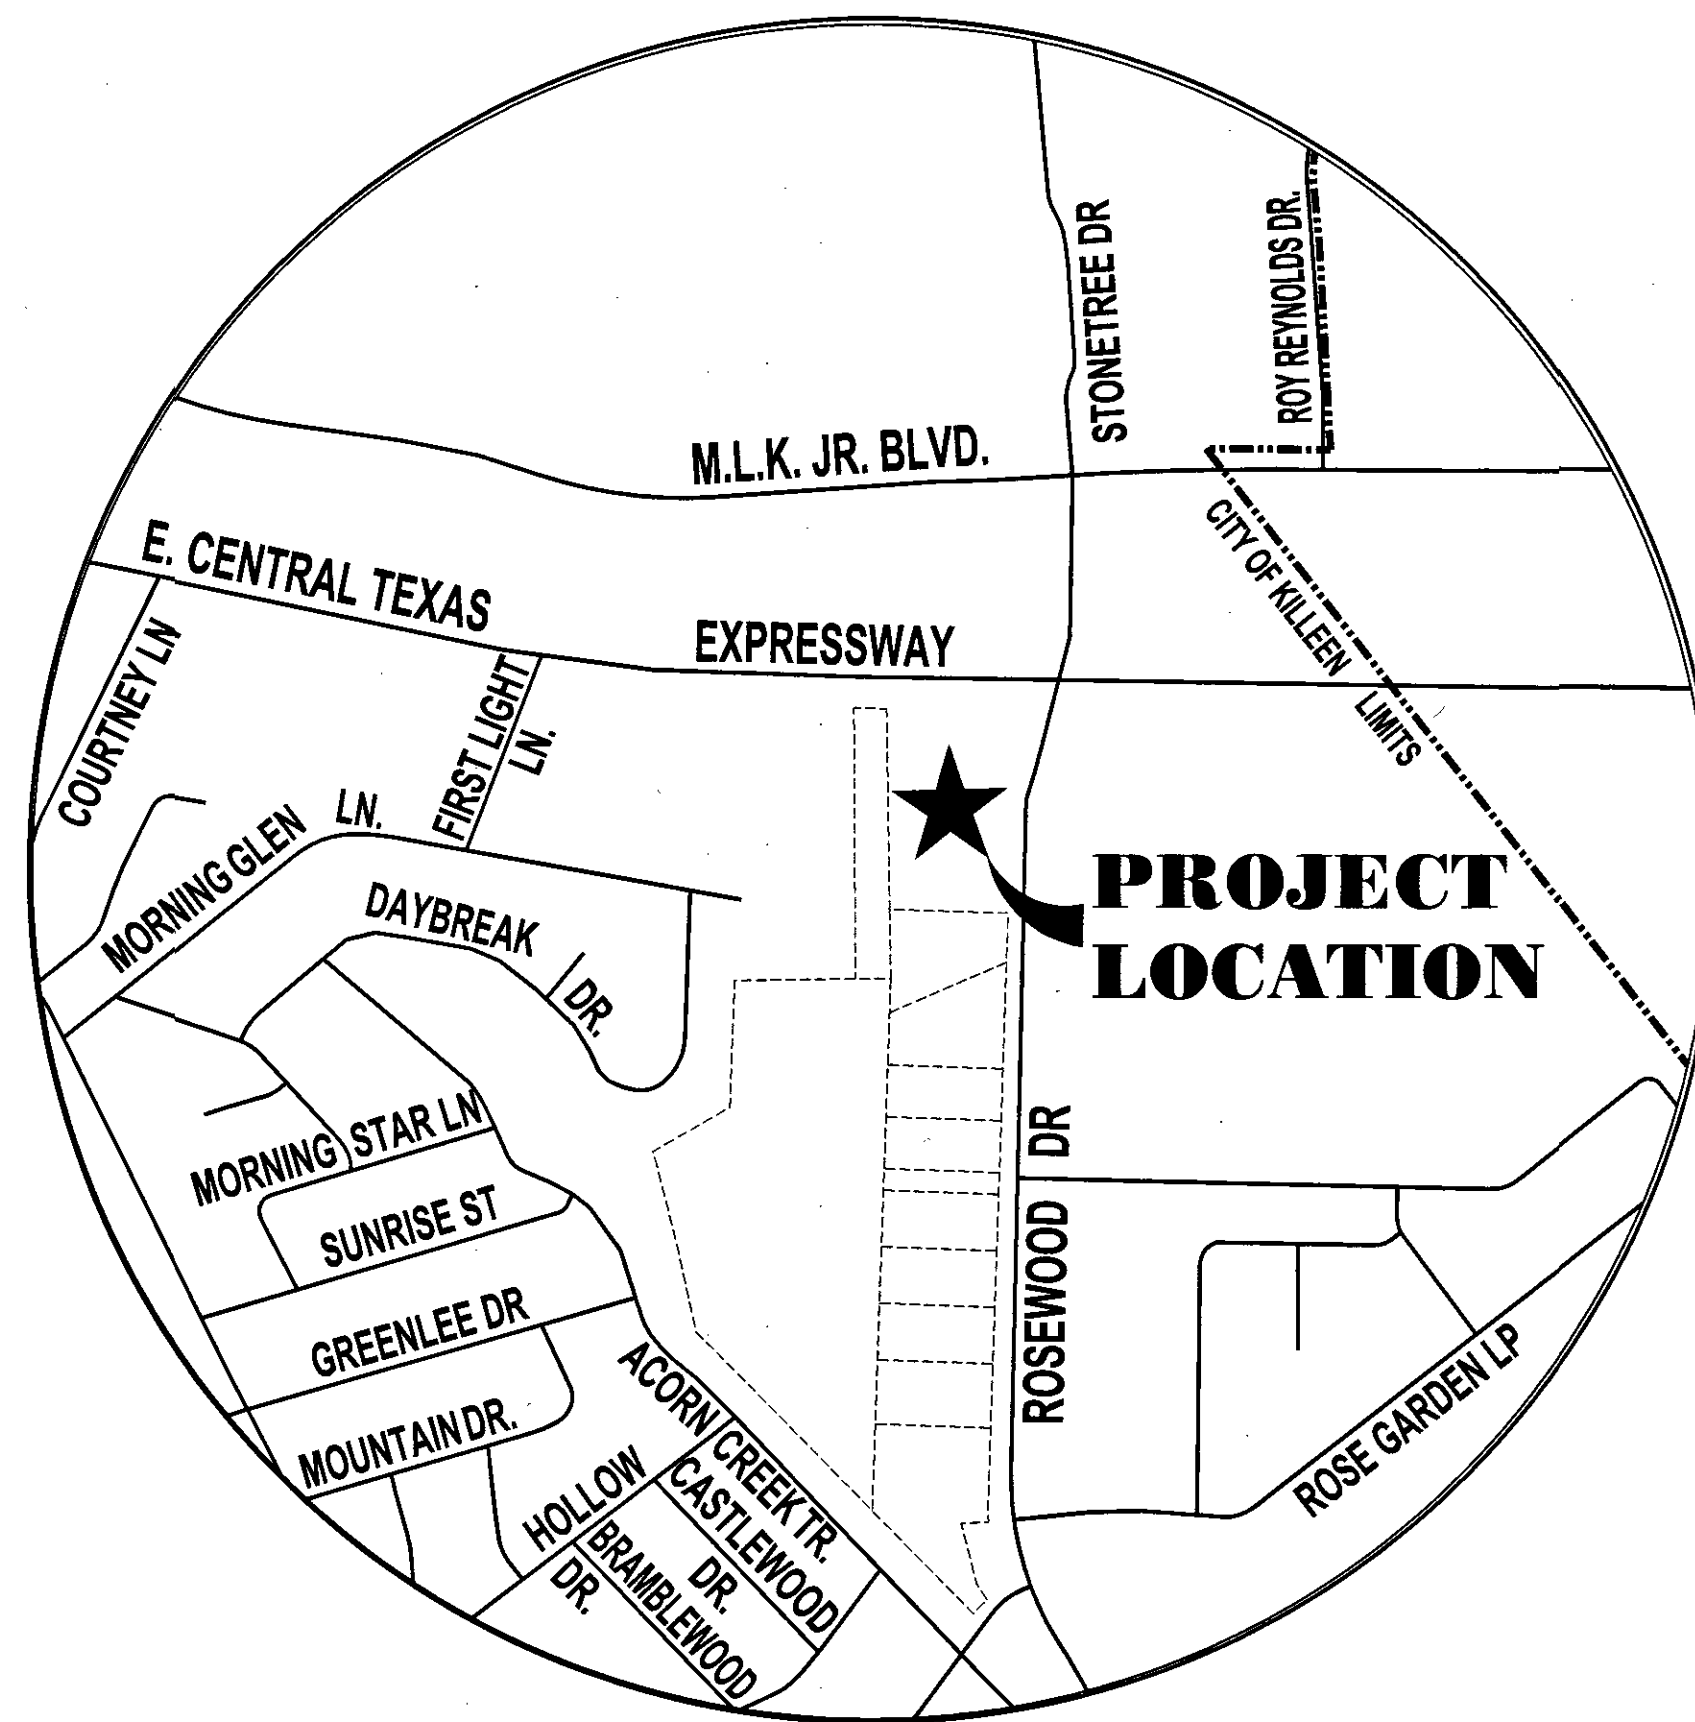 STONETREE DR
ROY REYNOLDS DR.
M.L.K. JR. BLVD.
E. CENTRAL TEXAS
EXPRESSWAY
CITY OF KILLEEN
LIMITS
COURTNEY LN
FIRST LIGHT
LN.
MORNING GLEN
LN.
DAYBREAK
DR.
PROJECT
LOCATION
MORNING STAR LN
SUNRISE ST
GREENLEE DR
MOUNTAIN DR.
ROSEWOOD DR
ROSE GARDEN LP
ACORN CREEK TR.
HOLLOW
DR.
CASTLEWOOD
DR.
BRAMBLEWOOD